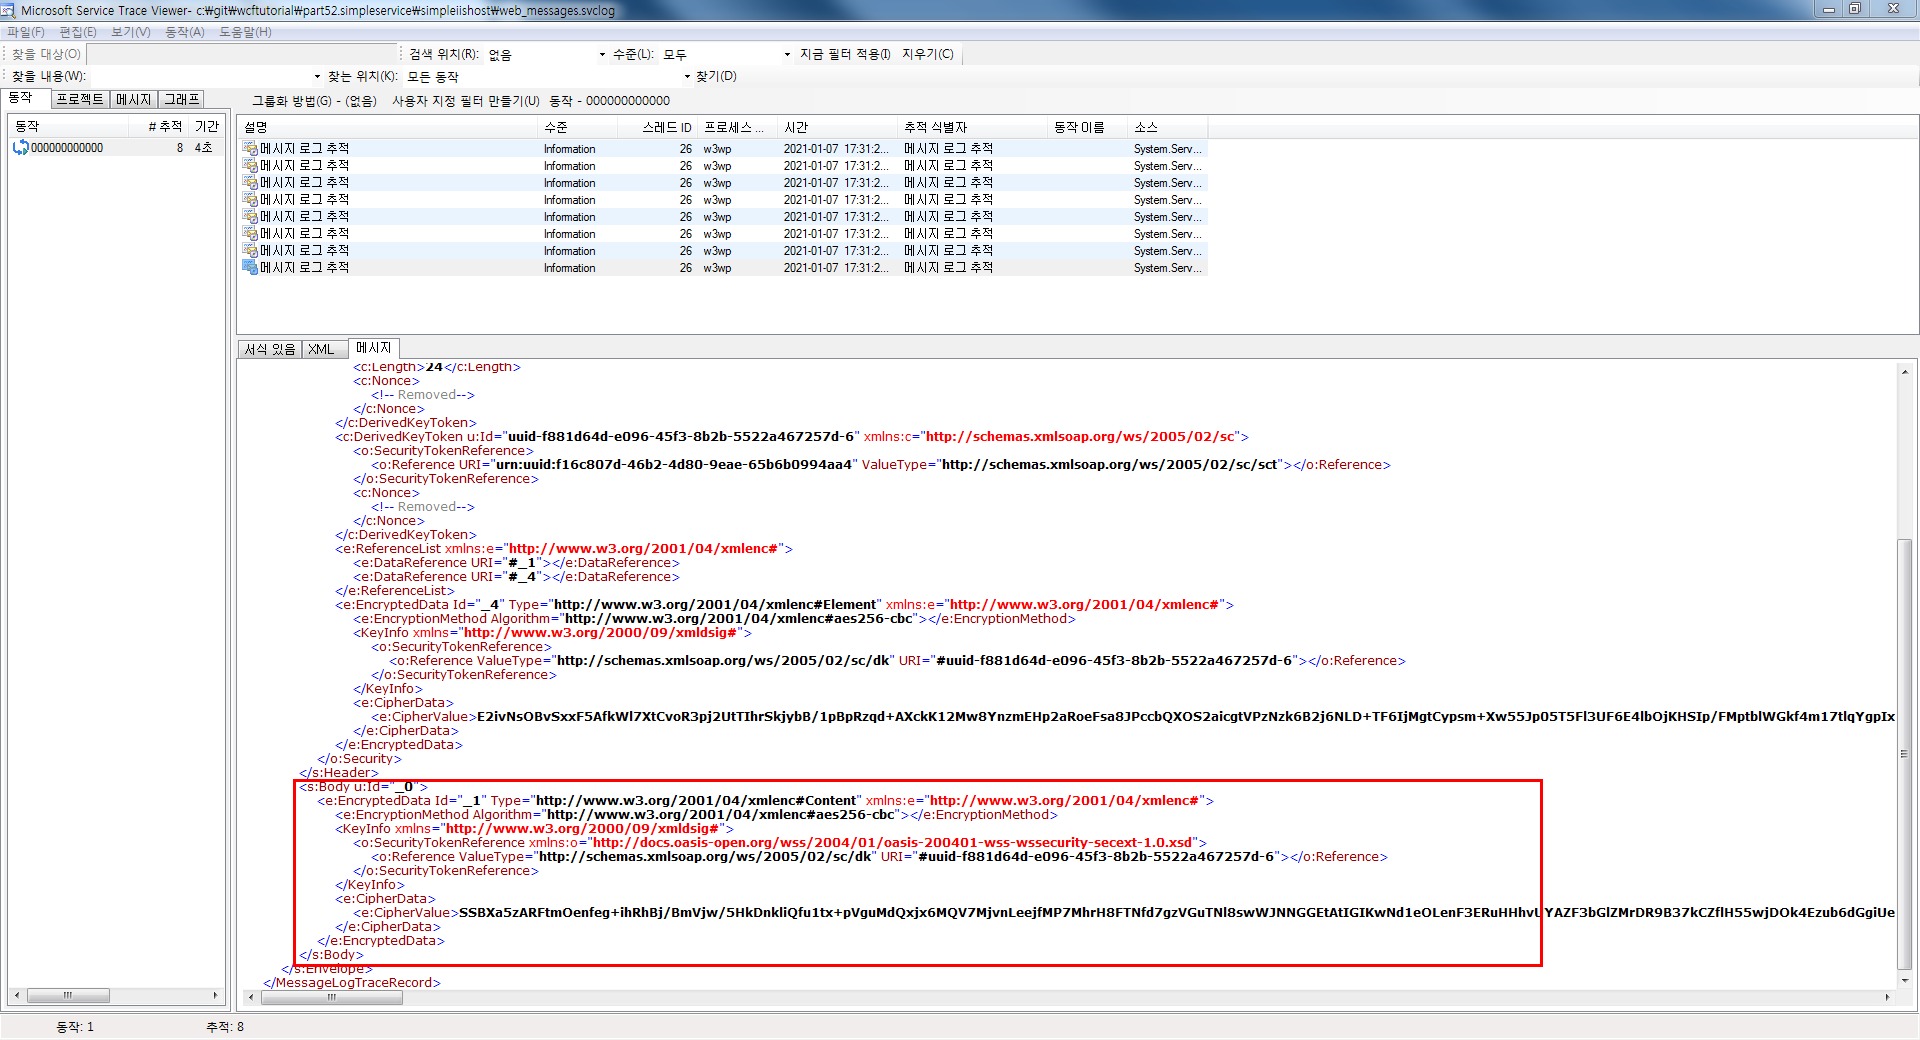 Microsoft Service Trace Viewer- c:₩git₩wcftutorial₩part52.simpleservice₩simpleiishost₩web_messages.svclog
파일(F) 편집(E) 보기(V) 동작(A) 도움말(H)
찾을 대상(O) 검색 위치(R): 없음 수준(L): 모두 지금 필터 적용(I) 지우기(C)
찾을 내용(W): 찾는 위치(K): 모든 동작 찾기(D)
동작 프로젝트 메시지 그래프
그룹화 방법(G) - (없음) 사용자 지정 필터 만들기(U) 동작 - 000000000000
동작 # 추적 기간
000000000000 8 4초
설명 수준 스레드 ID 프로세스 ... 시간 추적 식별자 동작 이름 소스
메시지 로그 추적 Information 26 w3wp 2021-01-07 17:31:2... 메시지 로그 추적 System.Serv...
메시지 로그 추적 Information 26 w3wp 2021-01-07 17:31:2... 메시지 로그 추적 System.Serv...
메시지 로그 추적 Information 26 w3wp 2021-01-07 17:31:2... 메시지 로그 추적 System.Serv...
메시지 로그 추적 Information 26 w3wp 2021-01-07 17:31:2... 메시지 로그 추적 System.Serv...
메시지 로그 추적 Information 26 w3wp 2021-01-07 17:31:2... 메시지 로그 추적 System.Serv...
메시지 로그 추적 Information 26 w3wp 2021-01-07 17:31:2... 메시지 로그 추적 System.Serv...
메시지 로그 추적 Information 26 w3wp 2021-01-07 17:31:2... 메시지 로그 추적 System.Serv...
메시지 로그 추적 Information 26 w3wp 2021-01-07 17:31:2... 메시지 로그 추적 System.Serv...
서식 있음 XML 메시지
<c:Length>24</c:Length>
<c:Nonce>
<!-- Removed-->
</c:Nonce>
</c:DerivedKeyToken>
<c:DerivedKeyToken u:Id="uuid-f881d64d-e096-45f3-8b2b-5522a467257d-6" xmlns:c="http://schemas.xmlsoap.org/ws/2005/02/sc">
<o:SecurityTokenReference>
<o:Reference URI="urn:uuid:f16c807d-46b2-4d80-9eae-65b6b0994aa4" ValueType="http://schemas.xmlsoap.org/ws/2005/02/sc/sct"></o:Reference>
</o:SecurityTokenReference>
<c:Nonce>
<!-- Removed-->
</c:Nonce>
</c:DerivedKeyToken>
<e:ReferenceList xmlns:e="http://www.w3.org/2001/04/xmlenc#">
<e:DataReference URI="#_1"></e:DataReference>
<e:DataReference URI="#_4"></e:DataReference>
</e:ReferenceList>
<e:EncryptedData Id="_4" Type="http://www.w3.org/2001/04/xmlenc#Element" xmlns:e="http://www.w3.org/2001/04/xmlenc#">
<e:EncryptionMethod Algorithm="http://www.w3.org/2001/04/xmlenc#aes256-cbc"></e:EncryptionMethod>
<KeyInfo xmlns="http://www.w3.org/2000/09/xmldsig#">
<o:SecurityTokenReference>
<o:Reference ValueType="http://schemas.xmlsoap.org/ws/2005/02/sc/dk" URI="#uuid-f881d64d-e096-45f3-8b2b-5522a467257d-6"></o:Reference>
</o:SecurityTokenReference>
</KeyInfo>
<e:CipherData>
<e:CipherValue>E2ivNsOBvSxxF5AfkWl7XtCvoR3pj2UtTIhrSkjybB/1pBpRzqd+AXckK12Mw8YnzmEHp2aRoeFsa8JPccbQXOS2aicgtVPzNzk6B2j6NLD+TF6IjMgtCypsm+Xw55Jp05T5Fl3UF6E4lbOjKHSIp/FMptblWGkf4m17tlqYgpIx
</e:CipherData>
</e:EncryptedData>
</o:Security>
</s:Header>
<s:Body u:Id="_0">
<e:EncryptedData Id="_1" Type="http://www.w3.org/2001/04/xmlenc#Content" xmlns:e="http://www.w3.org/2001/04/xmlenc#">
<e:EncryptionMethod Algorithm="http://www.w3.org/2001/04/xmlenc#aes256-cbc"></e:EncryptionMethod>
<KeyInfo xmlns="http://www.w3.org/2000/09/xmldsig#">
<o:SecurityTokenReference xmlns:o="http://docs.oasis-open.org/wss/2004/01/oasis-200401-wss-wssecurity-secext-1.0.xsd">
<o:Reference ValueType="http://schemas.xmlsoap.org/ws/2005/02/sc/dk" URI="#uuid-f881d64d-e096-45f3-8b2b-5522a467257d-6"></o:Reference>
</o:SecurityTokenReference>
</KeyInfo>
<e:CipherData>
<e:CipherValue>SSBXa5zARFtmOenfeg+ihRhBj/BmVjw/5HkDnkliQfu1tx+pVguMdQxjx6MQV7MjvnLeejfMP7MhrH8FTNfd7gzVGuTNl8swWJNNGGEtAtIGIKwNd1eOLenF3ERuHHhvUYAZF3bGlZMrDR9B37kCZflH55wjDOk4Ezub6dGgiUe
</e:CipherData>
</e:EncryptedData>
</s:Body>
</s:Envelope>
</MessageLogTraceRecord>
동작: 1 추적: 8